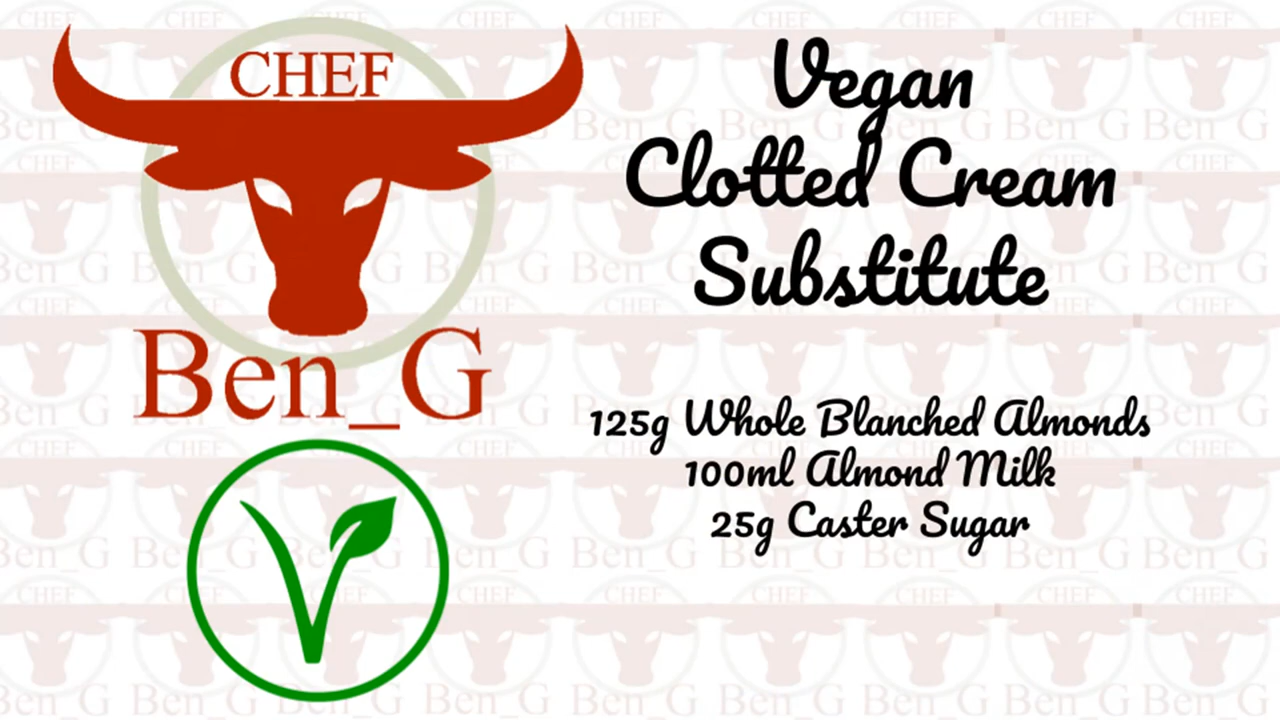 CHEF
Ben_G
Vegan
Clotted Cream
Substitute
125g Whole Blanched Almonds
100ml Almond Milk
25g Caster Sugar